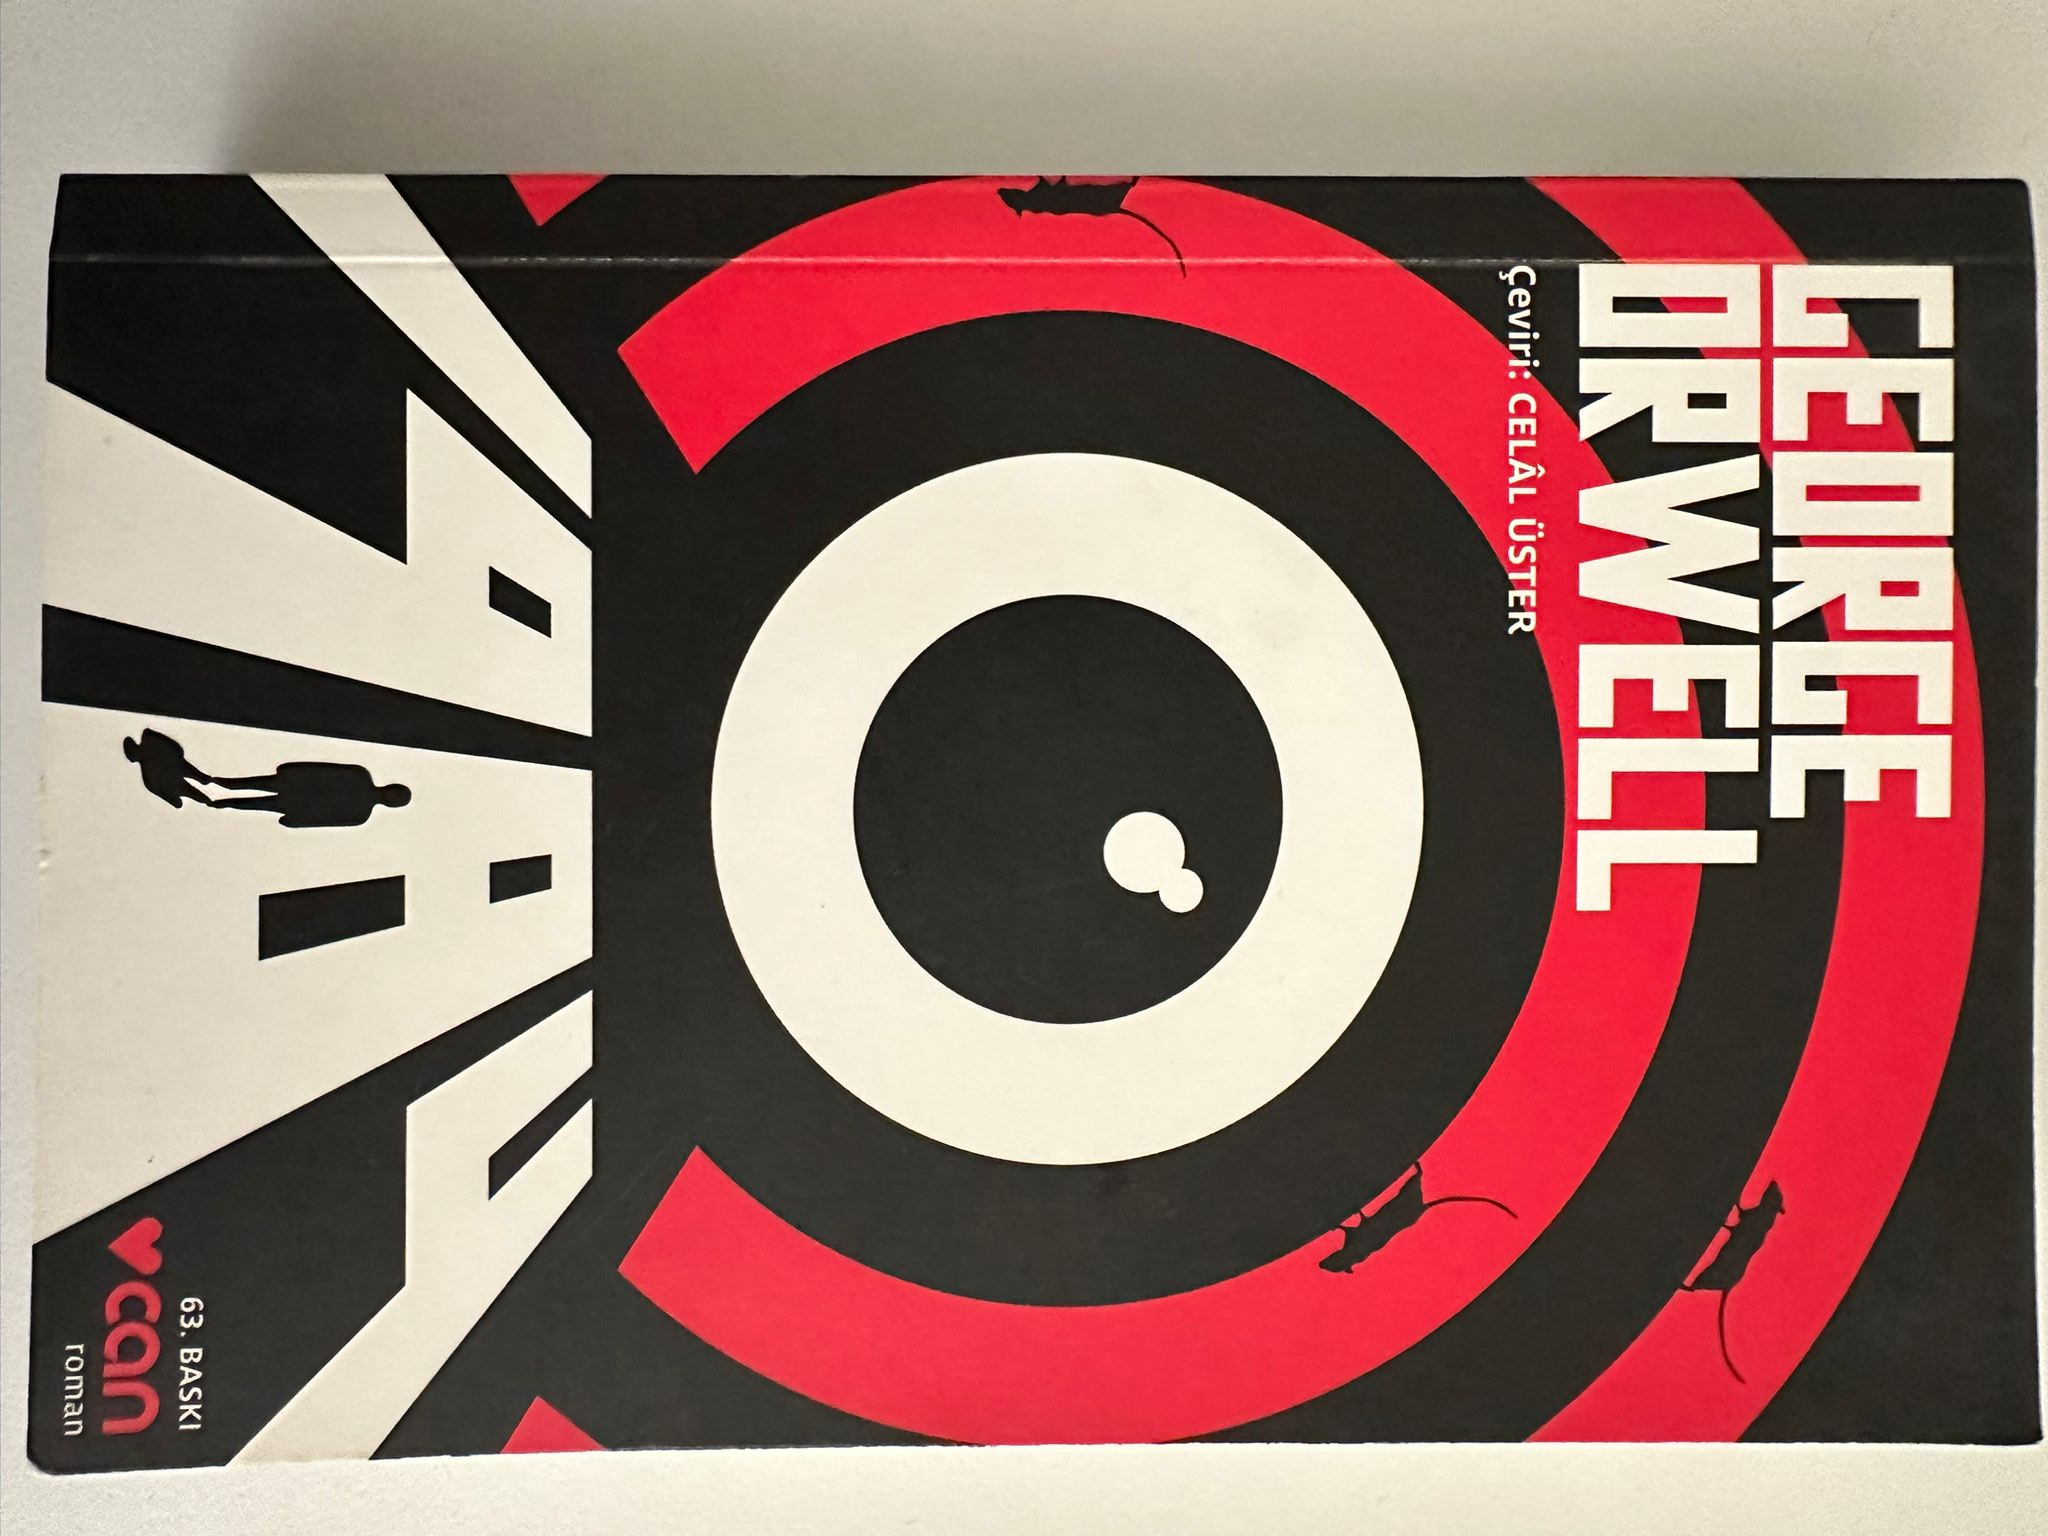 GEORGE
ORWELL
Çeviri: CELÂL ÜSTER
1984
63. BASKI
can
roman